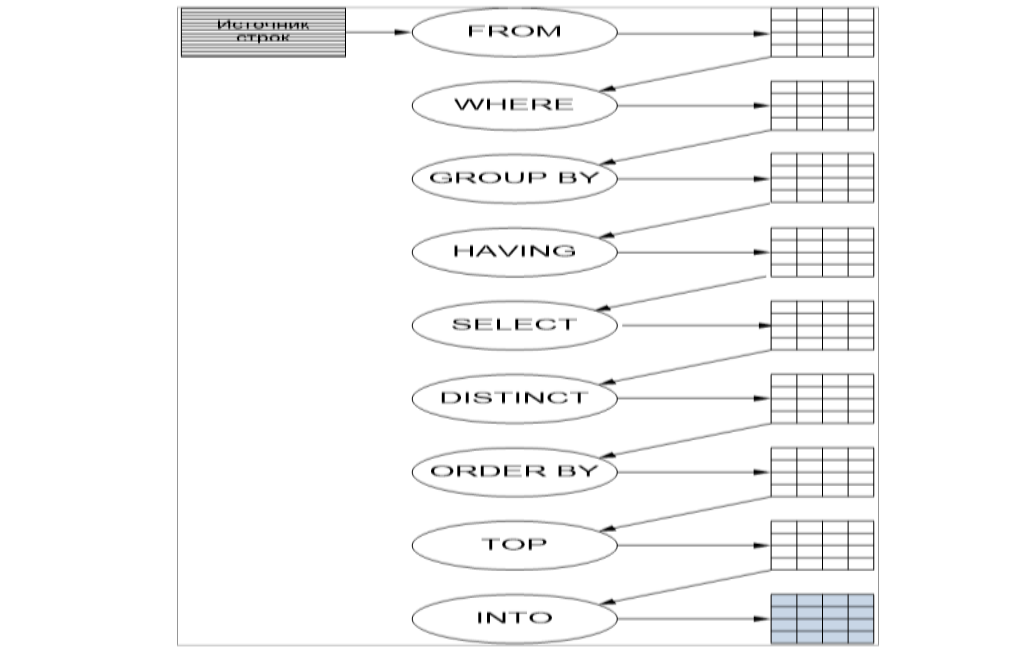 Источник
строк
FROM
WHERE
GROUP BY
HAVING
SELECT
DISTINCT
ORDER BY
TOP
INTO